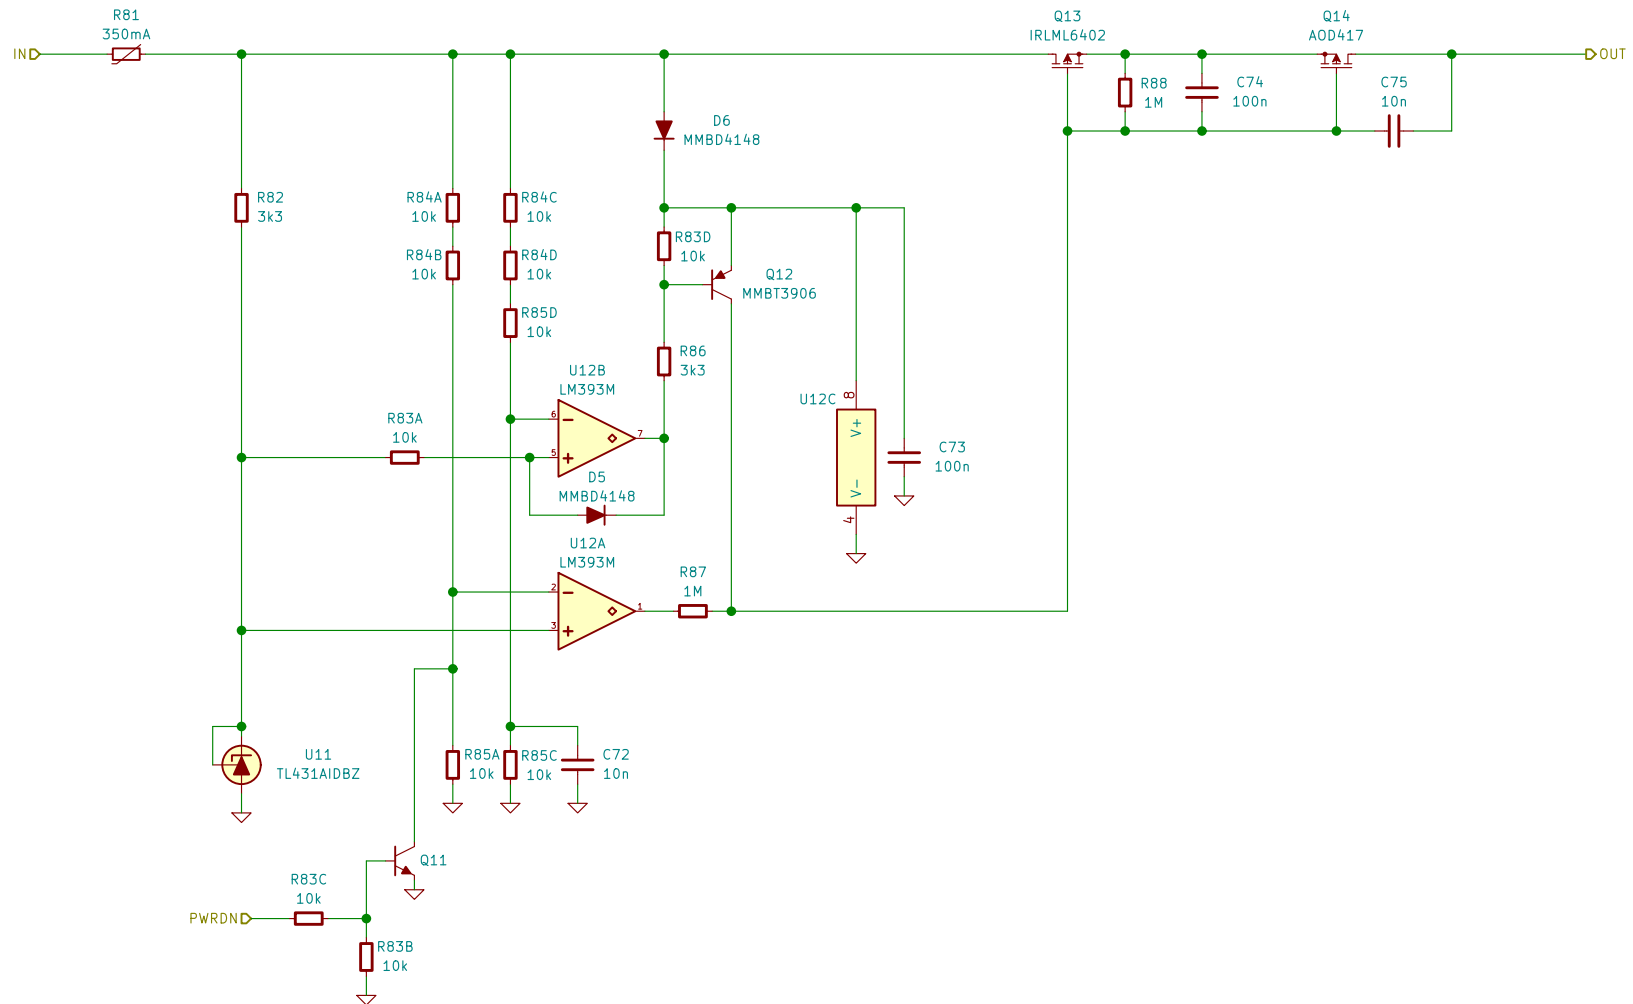 R81
350mA
IN
Q13
IRLML6402
Q14
AOD417
OUT
R88
1M
C74
100n
C75
10n
D6
MMBD4148
R82
3k3
R84A
10k
R84C
10k
R84B
10k
R84D
10k
R83D
10k
Q12
MMBT3906
R85D
10k
R86
3k3
U12B
LM393M
6
7
5
R83A
10k
D5
MMBD4148
U12C
8
V+
V-
4
C73
100n
U12A
LM393M
2
1
3
R87
1M
U11
TL431AIDBZ
R85A
10k
R85C
10k
C72
10n
Q11
R83C
10k
PWRDN
R83B
10k